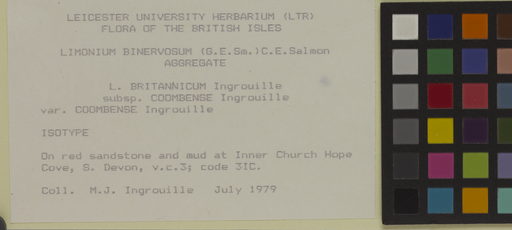 LEICESTER UNIVERSITY HERBARIUM (LTR)
FLORA OF THE BRITISH ISLES
LIMONIUM BINERVOSUM (G.E.Sm.)C.E.Salmon
AGGREGATE
L. BRITANNICUM Ingrouille
subsp. COOMBENSE Ingrouille
var. COOMBENSE Ingrouille
ISOTYPE
On red sandstone and mud at Inner Church Hope
Cove, S. Devon, v.c.3; code 3IC.
Coll. M.J. Ingrouille July 1979